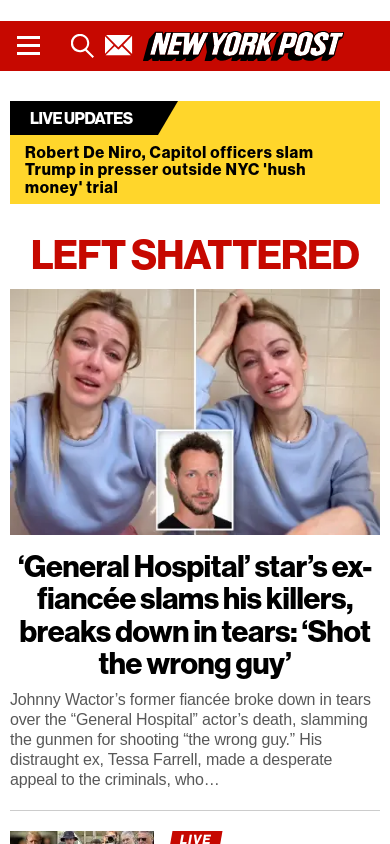 NEW YORK POST
LIVE UPDATES
Robert De Niro, Capitol officers slam
Trump in presser outside NYC 'hush
money' trial
LEFT SHATTERED
‘General Hospital’ star’s ex-
fiancée slams his killers,
breaks down in tears: ‘Shot
the wrong guy’
Johnny Wactor’s former fiancée broke down in tears
over the “General Hospital” actor’s death, slamming
the gunmen for shooting “the wrong guy.” His
distraught ex, Tessa Farrell, made a desperate
appeal to the criminals, who…
LIVE